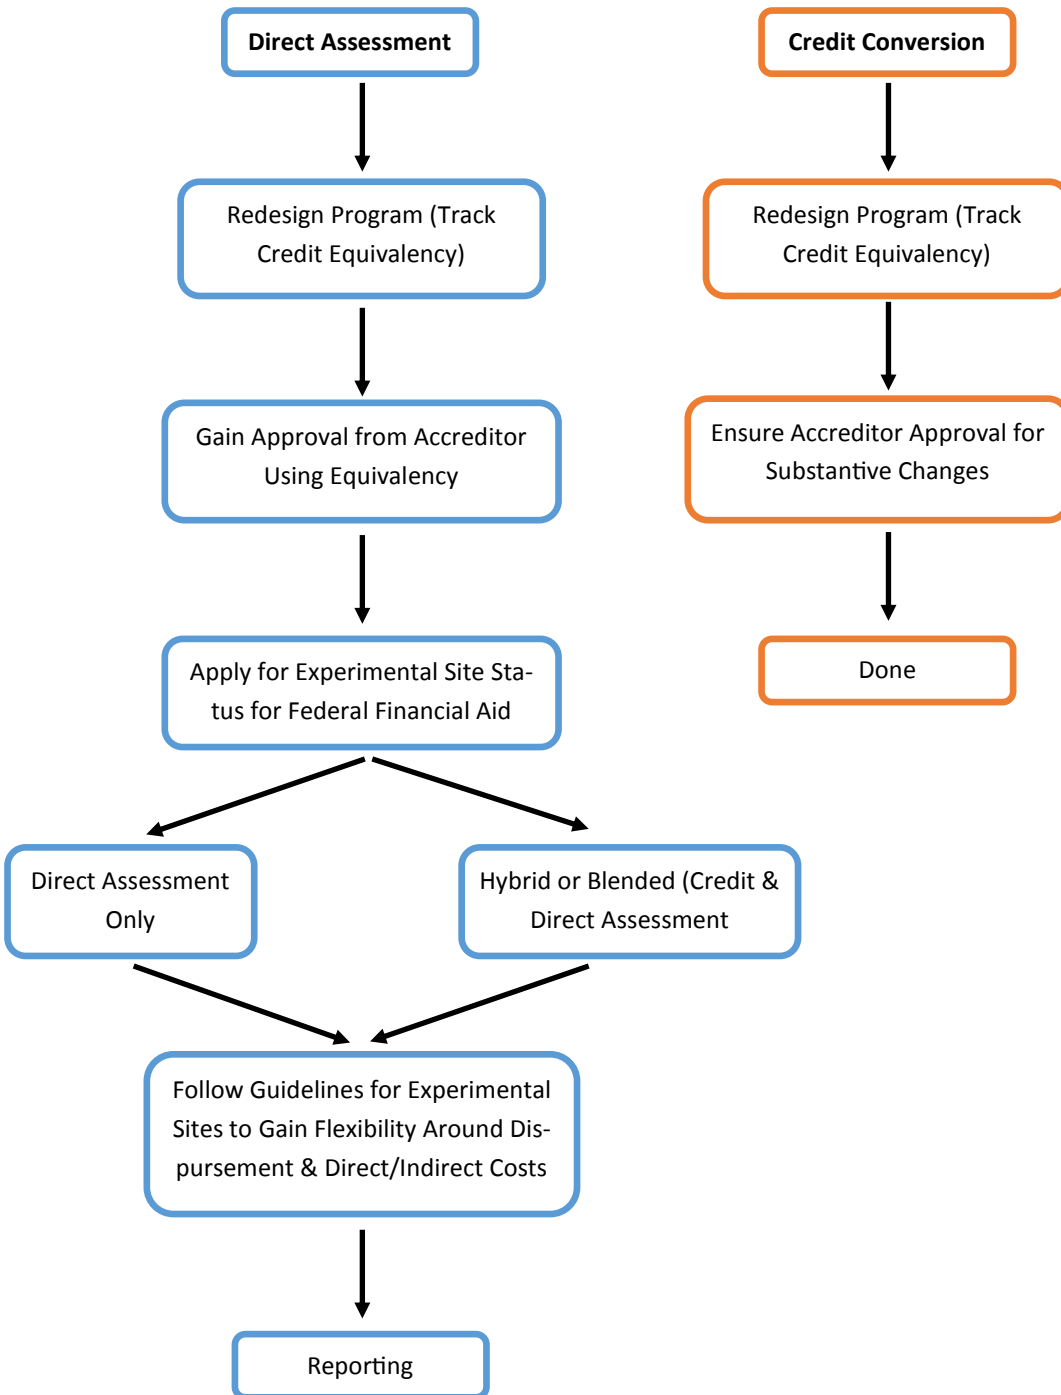 Direct Assessment
Credit Conversion
Redesign Program (Track
Credit Equivalency)
Redesign Program (Track
Credit Equivalency)
Gain Approval from Accreditor
Using Equivalency
Ensure Accreditor Approval for
Substantive Changes
Apply for Experimental Site Sta-
tus for Federal Financial Aid
Done
Direct Assessment
Only
Hybrid or Blended (Credit &
Direct Assessment
Follow Guidelines for Experimental
Sites to Gain Flexibility Around Dis-
pursement & Direct/Indirect Costs
Reporting